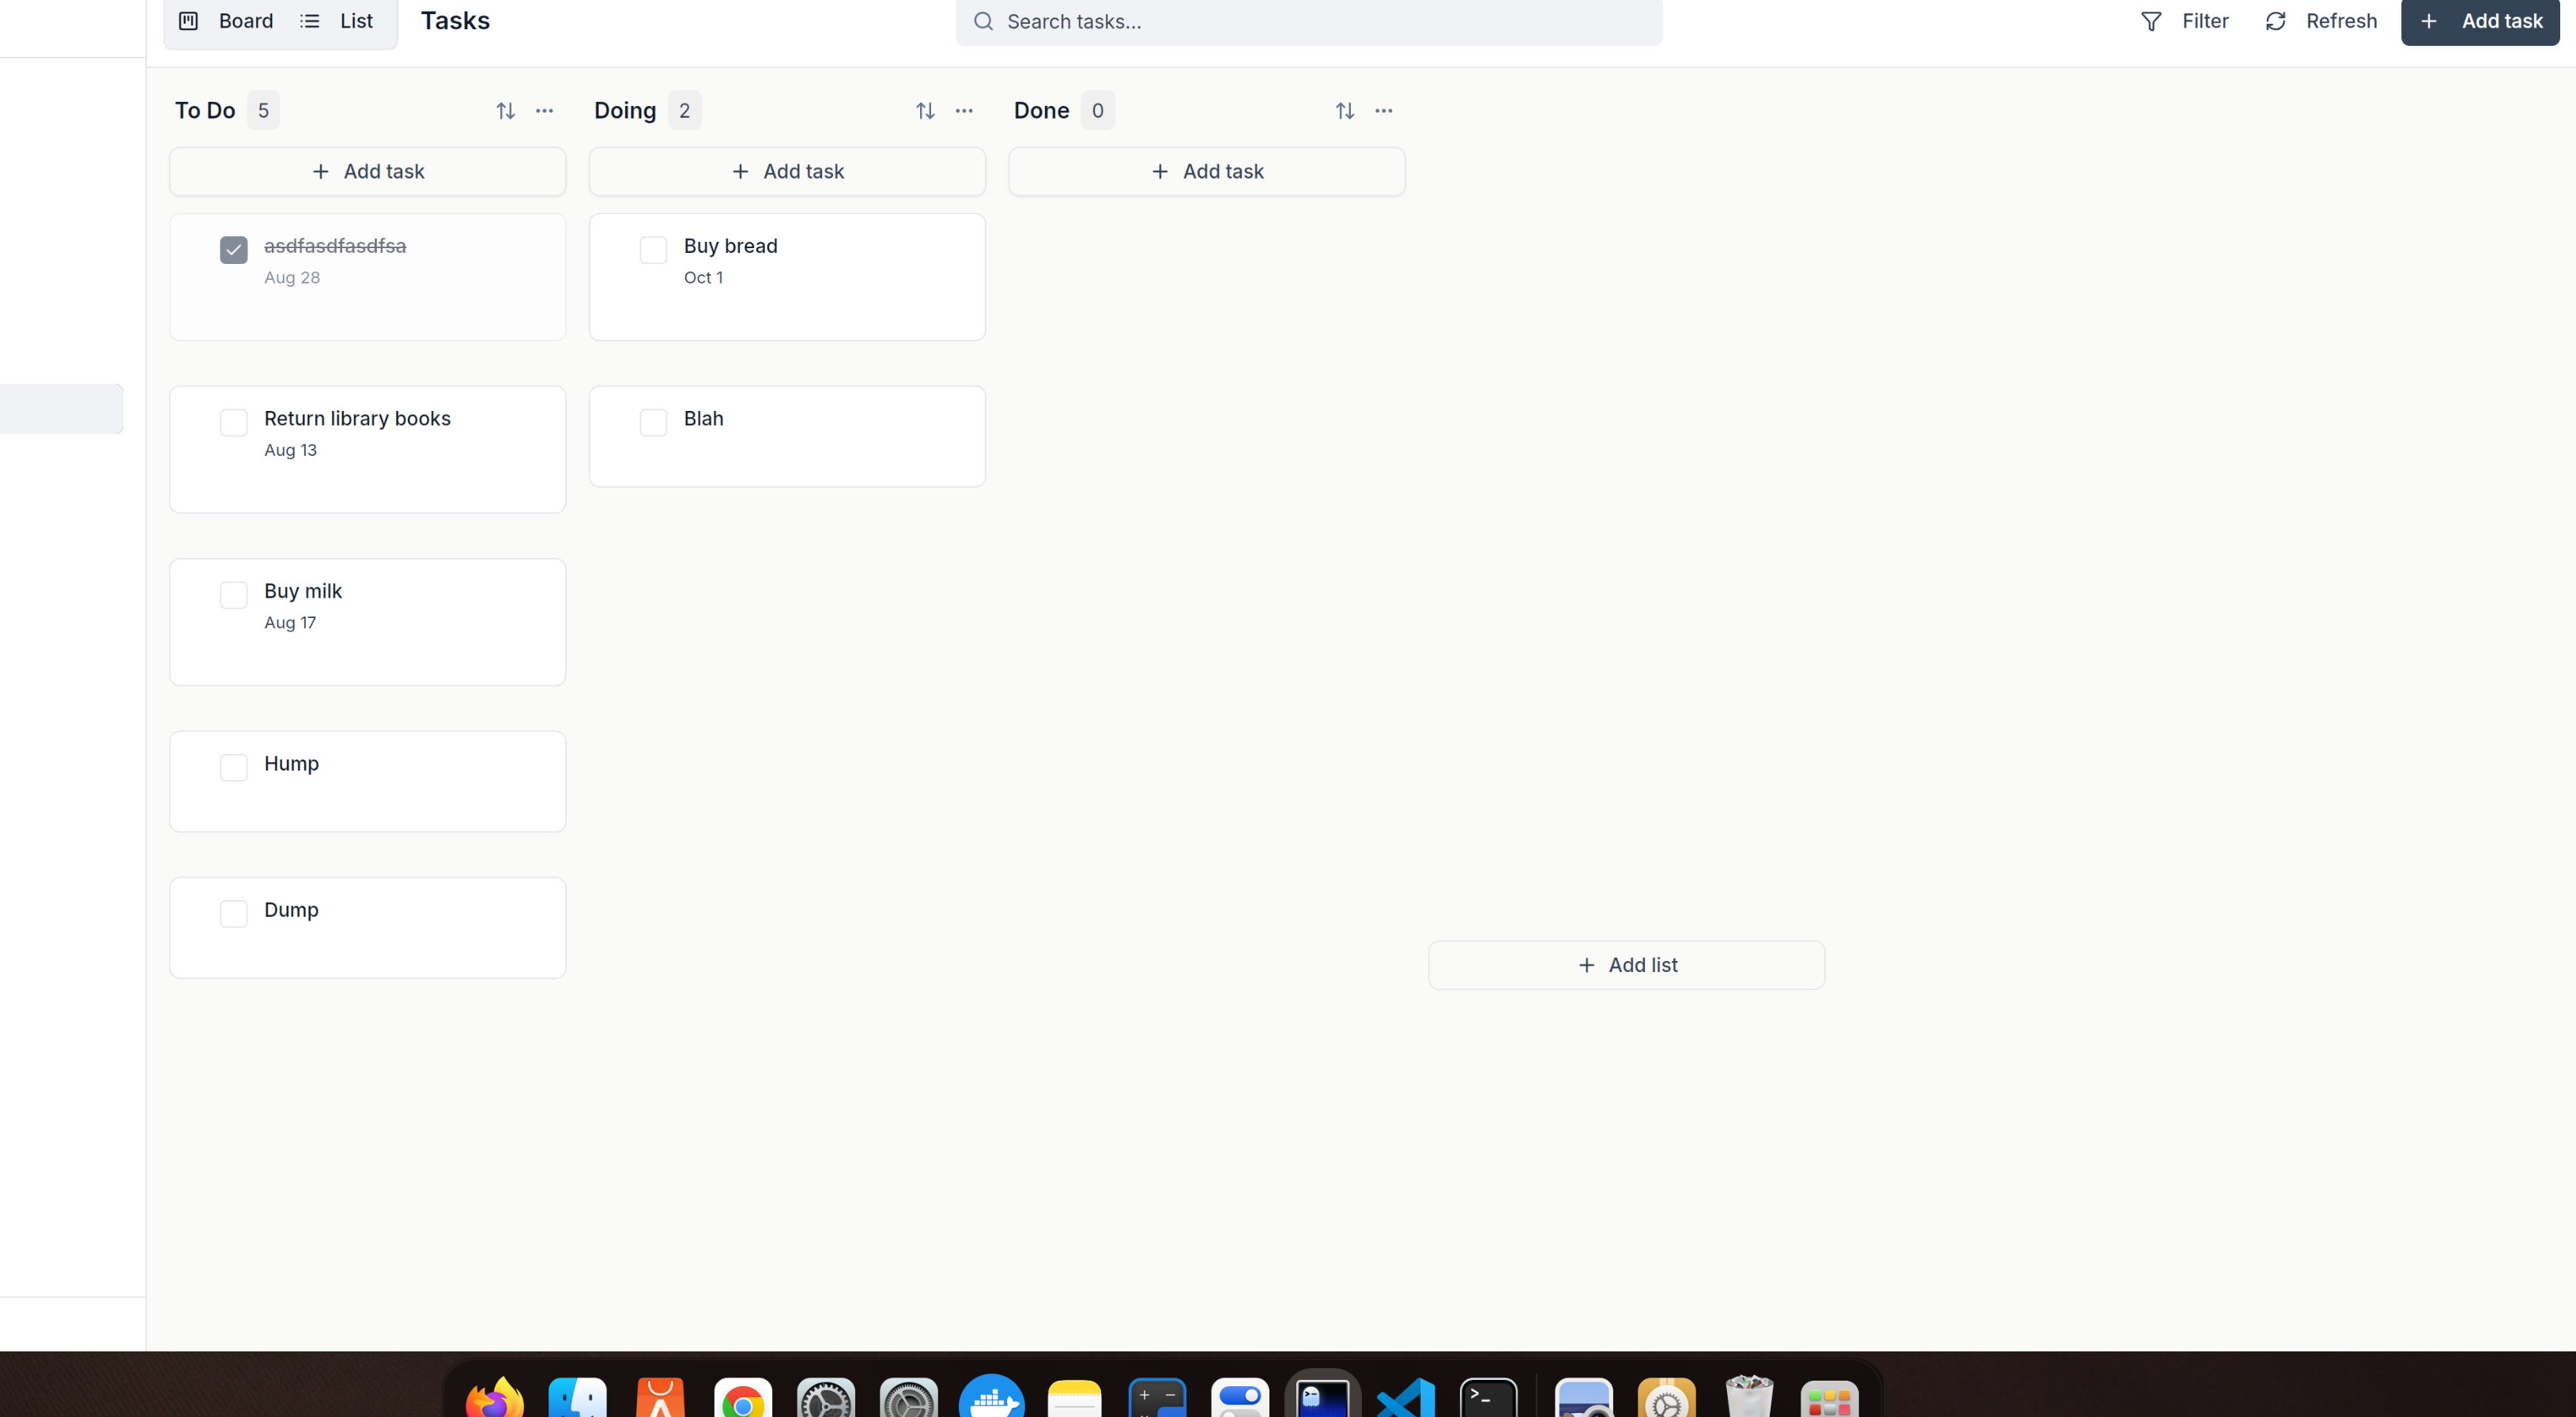 Board
List
Tasks
Search tasks...
Filter
Refresh
Add task
To Do 5
Add task
asdfasdfasdfsa
Aug 28
Return library books
Aug 13
Buy milk
Aug 17
Hump
Dump
Doing 2
Add task
Buy bread
Oct 1
Blah
Done 0
Add task
Add list